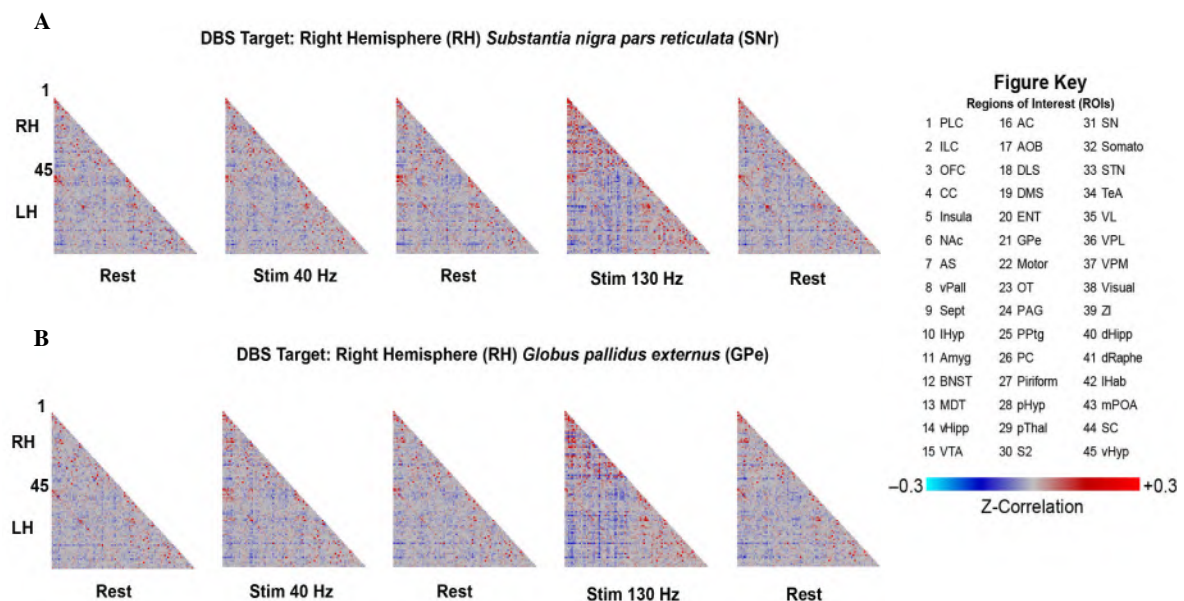 A
DBS Target: Right Hemisphere (RH) Substantia nigra pars reticulata (SNr)
1
RH
45
LH
Rest
Stim 40 Hz
Rest
Stim 130 Hz
Rest
B
DBS Target: Right Hemisphere (RH) Globus pallidus externus (GPe)
1
RH
45
LH
Rest
Stim 40 Hz
Rest
Stim 130 Hz
Rest
Figure Key
Regions of Interest (ROIs)
1 PLC 16 AC 31 SN
2 ILC 17 AOB 32 Somato
3 OFC 18 DLS 33 STN
4 CC 19 DMS 34 TeA
5 Insula 20 ENT 35 VL
6 NAc 21 GPe 36 VPL
7 AS 22 Motor 37 VPM
8 vPall 23 OT 38 Visual
9 Sept 24 PAG 39 ZI
10 lHyp 25 PPtg 40 dHipp
11 Amyg 26 PC 41 dRaphe
12 BNST 27 Piriform 42 lHab
13 MDT 28 pHyp 43 mPOA
14 vHipp 29 pThal 44 SC
15 VTA 30 S2 45 vHyp
–0.3 +0.3
Z-Correlation